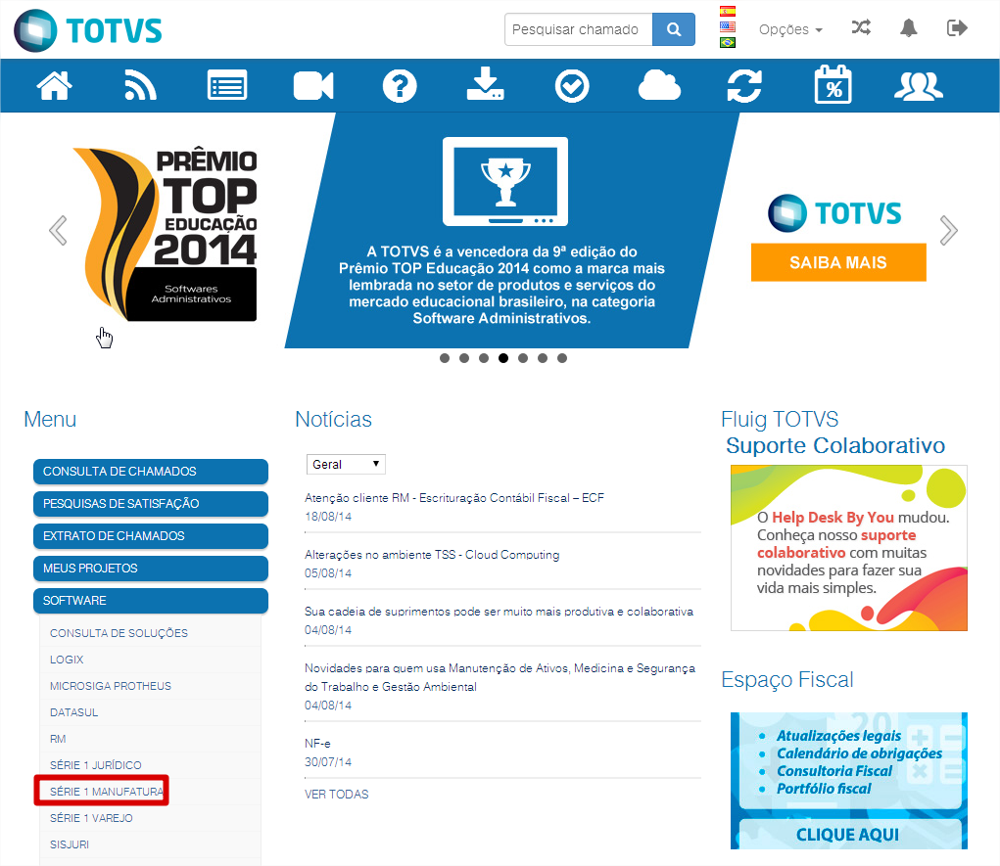 TOTVS
Pesquisar chamado
Opções
?
%
PRÊMIO
TOP
EDUCAÇÃO
2014
Softwares
Administrativos
A TOTVS é a vencedora da 9ª edição do
Prêmio TOP Educação 2014 como a marca mais
lembrada no setor de produtos e serviços do
mercado educacional brasileiro, na categoria
Software Administrativos.
TOTVS
SAIBA MAIS
Menu
CONSULTA DE CHAMADOS
PESQUISAS DE SATISFAÇÃO
EXTRATO DE CHAMADOS
MEUS PROJETOS
SOFTWARE
CONSULTA DE SOLUÇÕES
LOGIX
MICROSIGA PROTHEUS
DATASUL
RM
SÉRIE 1 JURÍDICO
SÉRIE 1 MANUFATURA
SÉRIE 1 VAREJO
SISJURI
Notícias
Geral
Atenção cliente RM - Escrituração Contábil Fiscal – ECF
18/08/14
Alterações no ambiente TSS - Cloud Computing
05/08/14
Sua cadeia de suprimentos pode ser muito mais produtiva e colaborativa
04/08/14
Novidades para quem usa Manutenção de Ativos, Medicina e Segurança
do Trabalho e Gestão Ambiental
04/08/14
NF-e
30/07/14
VER TODAS
Fluig TOTVS
Suporte Colaborativo
O Help Desk By You mudou.
Conheça nosso suporte
colaborativo com muitas
novidades para fazer sua
vida mais simples.
Espaço Fiscal
20
• Atualizações legais
• Calendário de obrigações
• Consultoria Fiscal
• Portfólio fiscal
CLIQUE AQUI